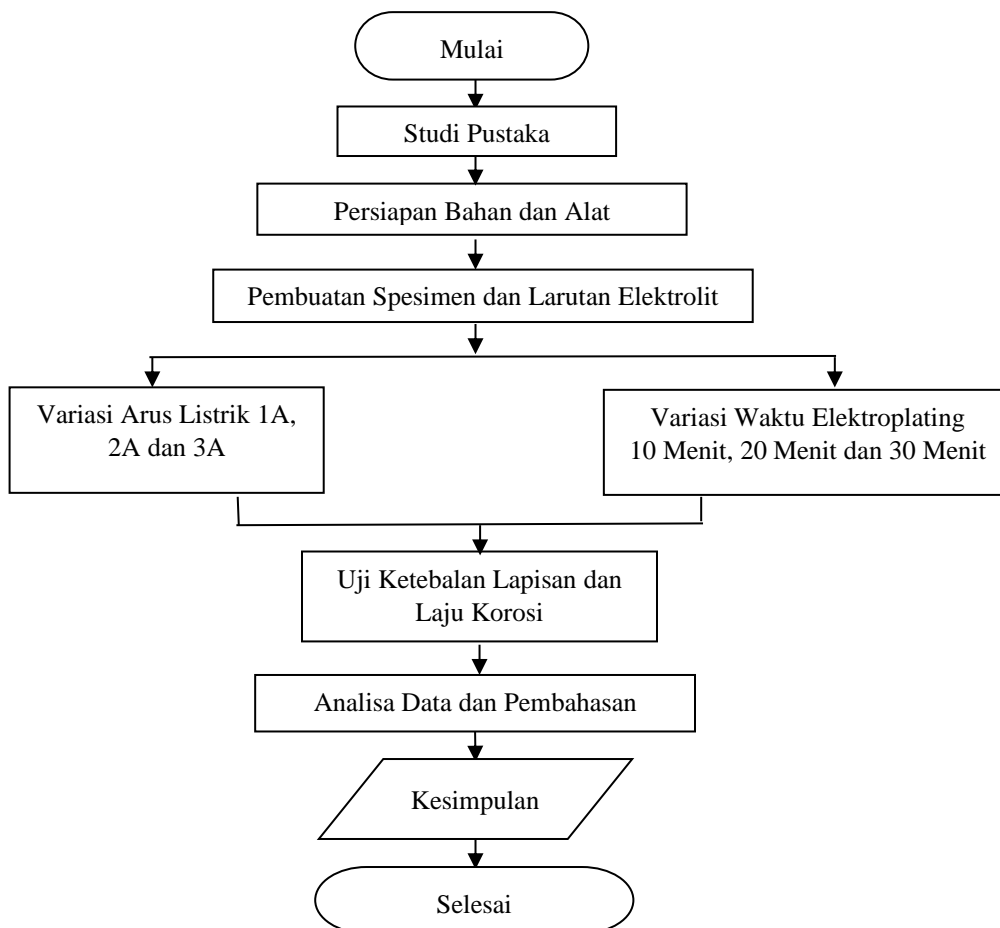 Mulai
Studi Pustaka
Persiapan Bahan dan Alat
Pembuatan Spesimen dan Larutan Elektrolit
Variasi Arus Listrik 1A,
2A dan 3A
Variasi Waktu Elektroplating
10 Menit, 20 Menit dan 30 Menit
Uji Ketebalan Lapisan dan
Laju Korosi
Analisa Data dan Pembahasan
Kesimpulan
Selesai